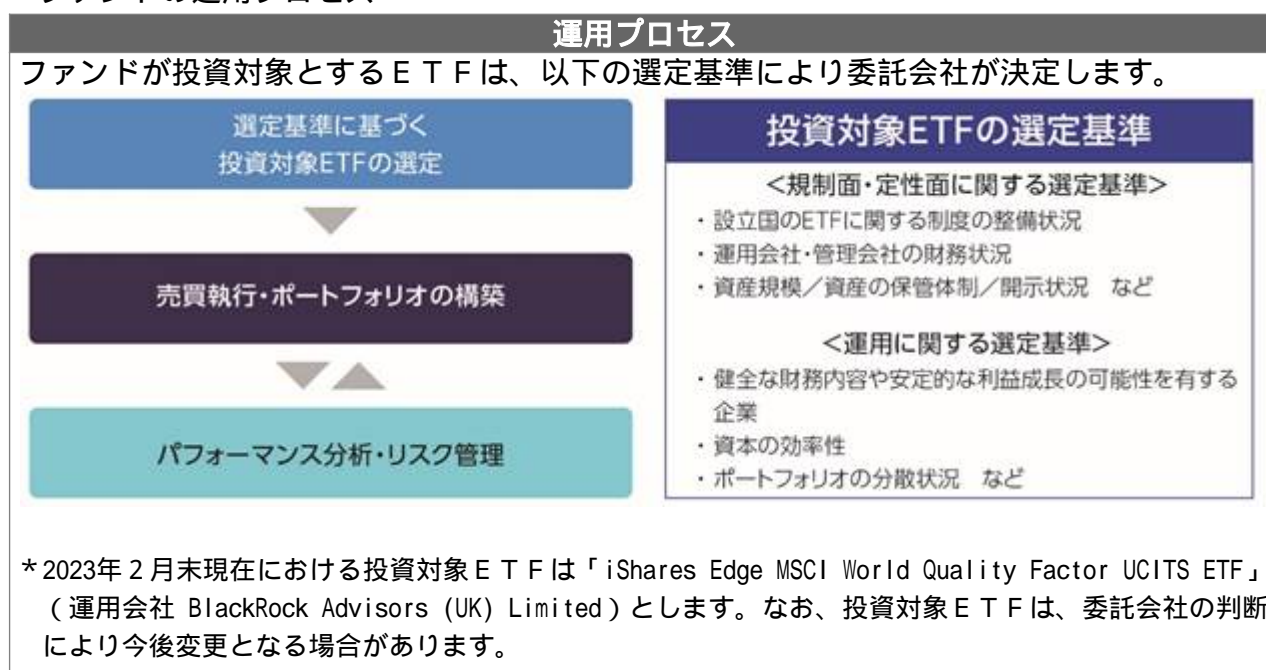 運用プロセス
ファンドが投資対象とするＥＴＦは、以下の選定基準により委託会社が決定します。
選定基準に基づく
投資対象ETFの選定
売買執行・ポートフォリオの構築
パフォーマンス分析・リスク管理
投資対象ETFの選定基準
＜規制面・定性面に関する選定基準＞
・設立国のETFに関する制度の整備状況
・運用会社・管理会社の財務状況
・資産規模／資産の保管体制／開示状況　など
＜運用に関する選定基準＞
・健全な財務内容や安定的な利益成長の可能性を有する
企業
・資本の効率性
・ポートフォリオの分散状況　など
＊2023年２月末現在における投資対象ＥＴＦは「iShares Edge MSCI World Quality Factor UCITS ETF」
（運用会社 BlackRock Advisors (UK) Limited）とします。なお、投資対象ＥＴＦは、委託会社の判断
により今後変更となる場合があります。